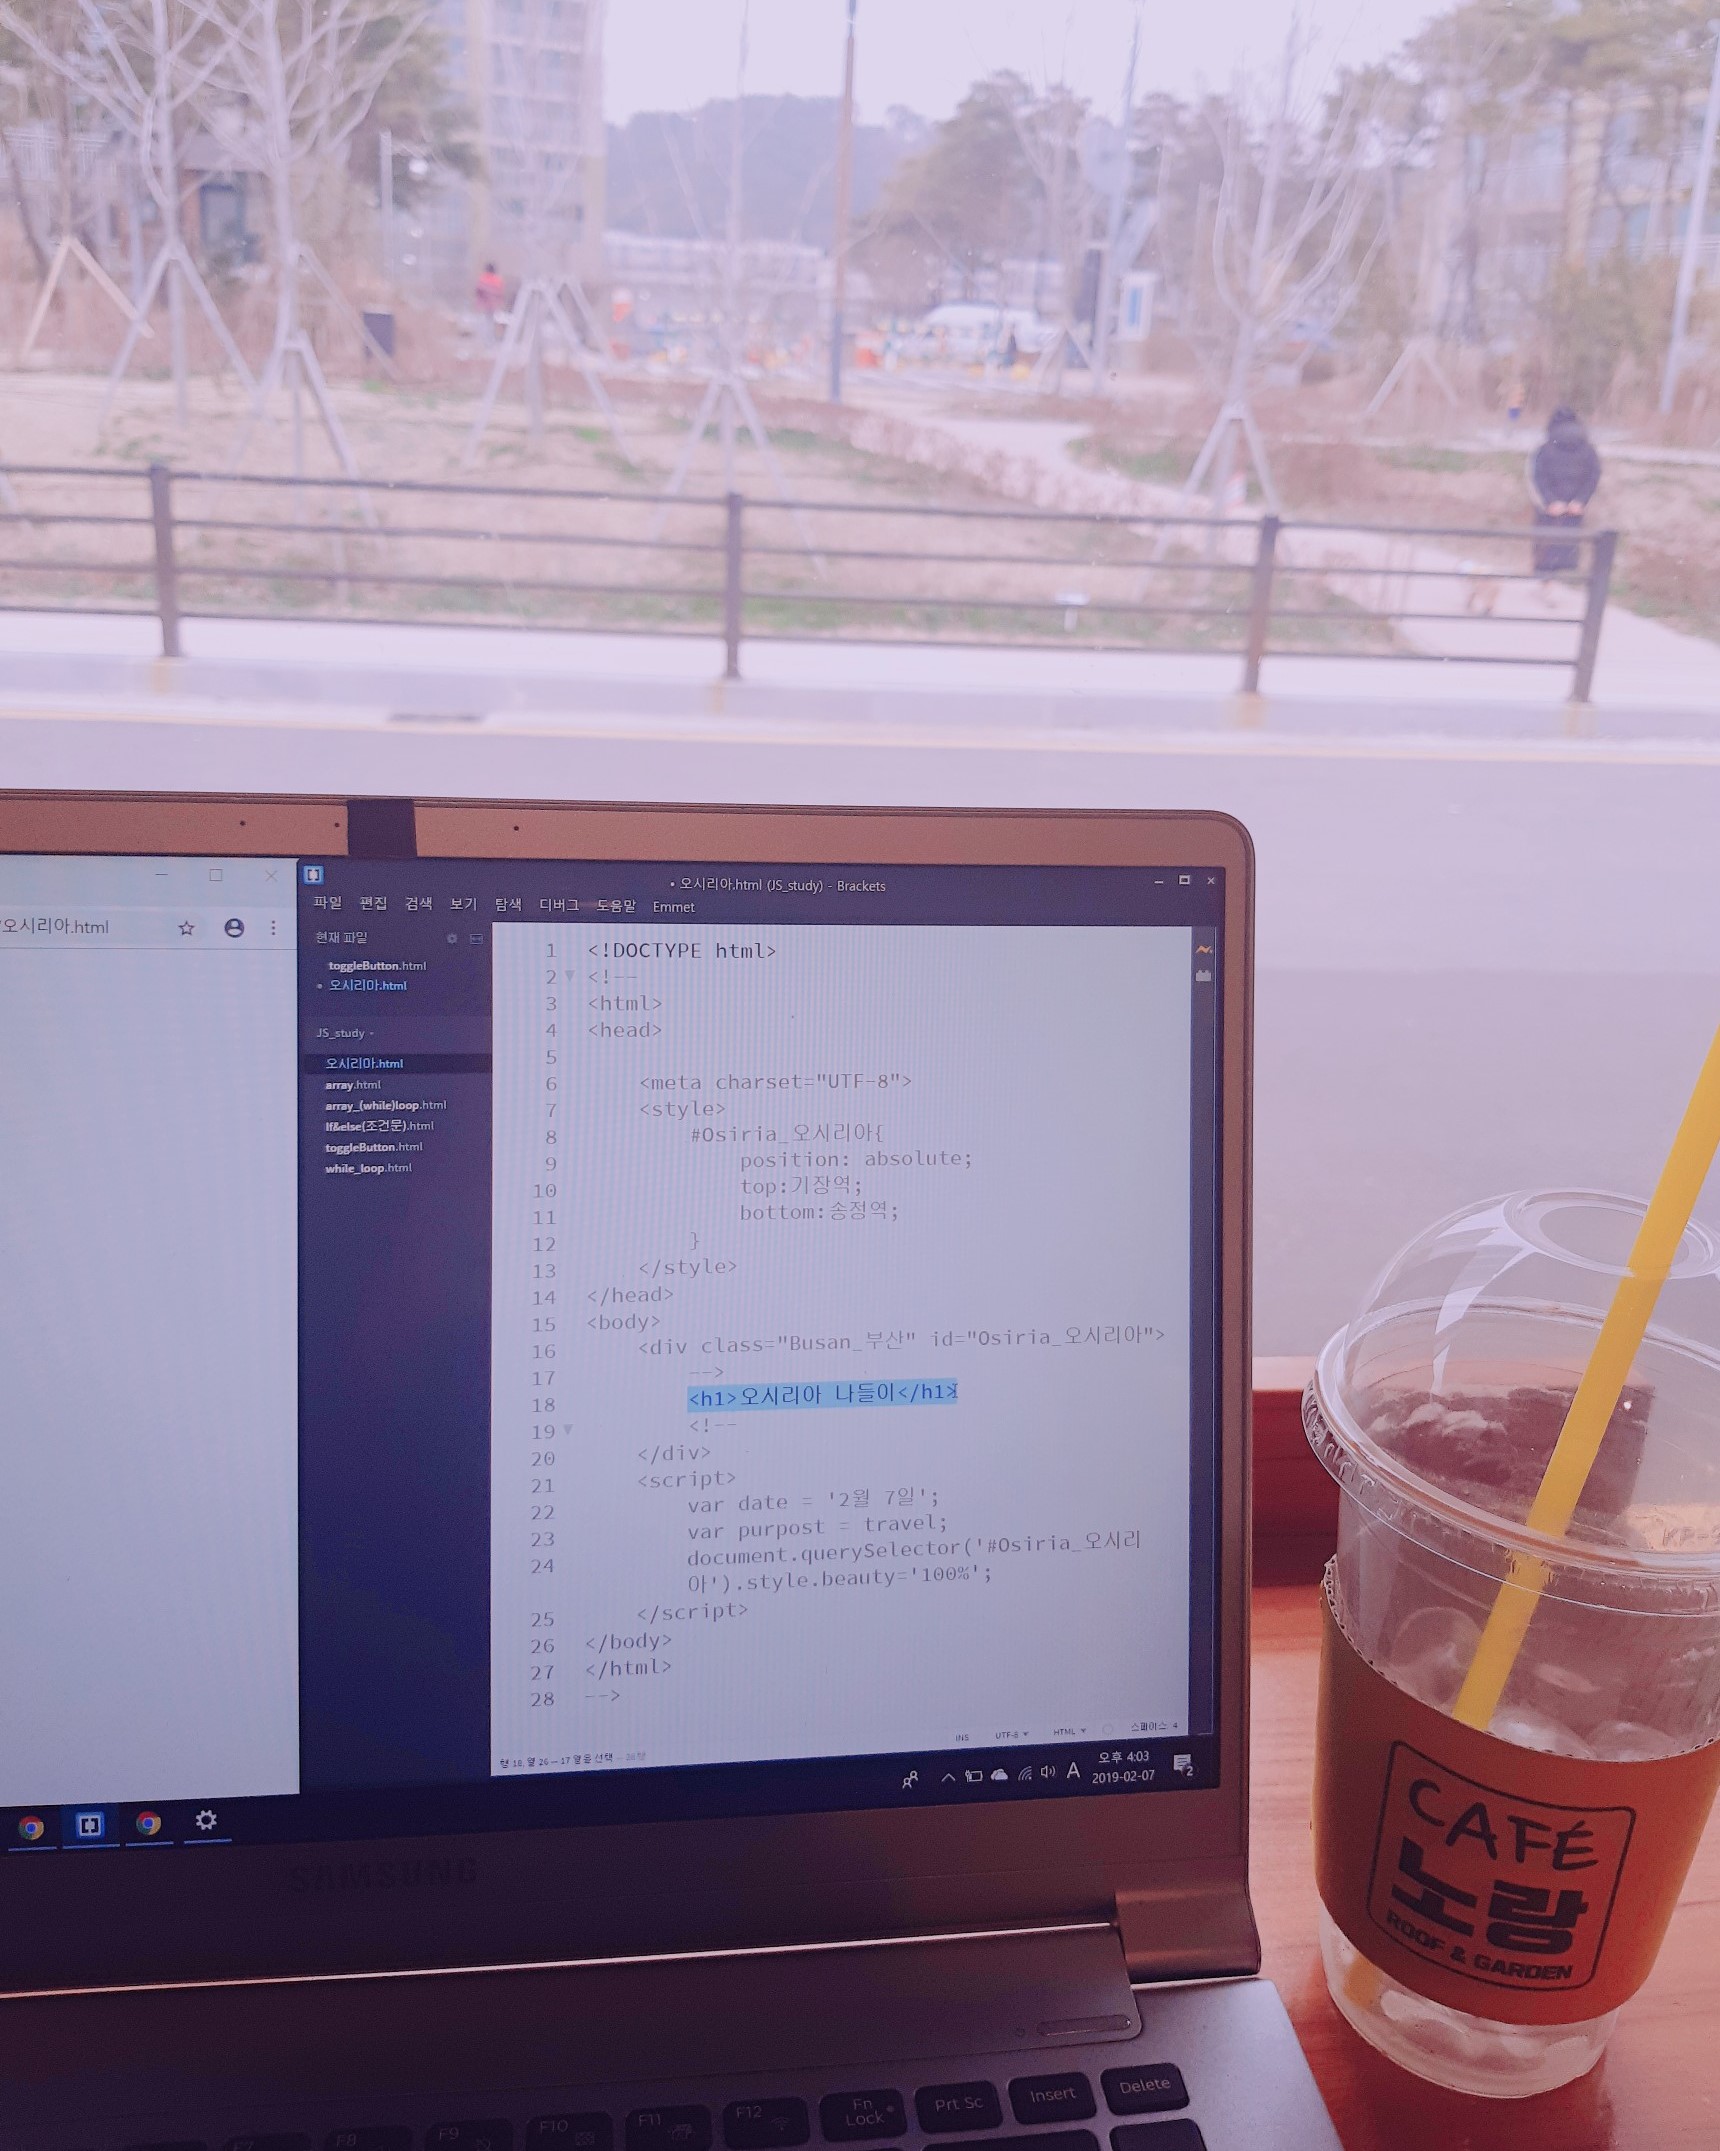 오시리아.html
• 오시리아.html (JS_study) - Brackets
파일 편집 검색 보기 탐색 디버그 도움말 Emmet
현재 파일
toggleButton.html
• 오시리아.html
JS_study
오시리아.html
array.html
array_(while)loop.html
If&else(조건문).html
toggleButton.html
while_loop.html
1 <!DOCTYPE html>
2 <!--
3 <html>
4 <head>
5
6 <meta charset="UTF-8">
7 <style>
8 #Osiria_오시리아{
9 position: absolute;
10 top:기장역;
11 bottom:송정역;
12 }
13 </style>
14 </head>
15 <body>
16 <div class="Busan_부산" id="Osiria_오시리아">
17 -->
18 <h1>오시리아 나들이</h1>
19 <!--
20 </div>
21 <script>
22 var date = '2월 7일';
23 var purpost = travel;
24 document.querySelector('#Osiria_오시리
아').style.beauty='100%';
25 </script>
26 </body>
27 </html>
28 -->
행 18, 열 26 — 17 열을 선택
INS UTF-8 HTML 스페이스: 4
A 오후 4:03
2019-02-07
2
SAMSUNG
F7 F8 F9 F10 F11 F12 Fn Lock Prt Sc Insert Delete
CAFÉ
노랑
ROOF & GARDEN